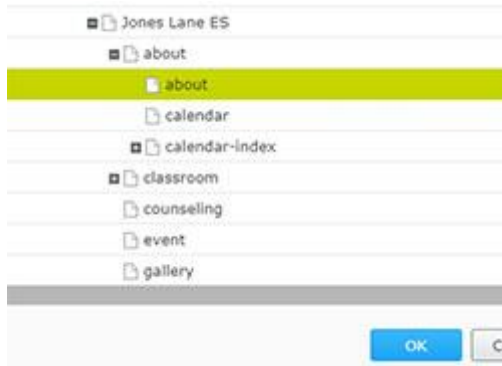 Jones Lane ES
about
about
calendar
calendar-index
classroom
counseling
event
gallery
OK